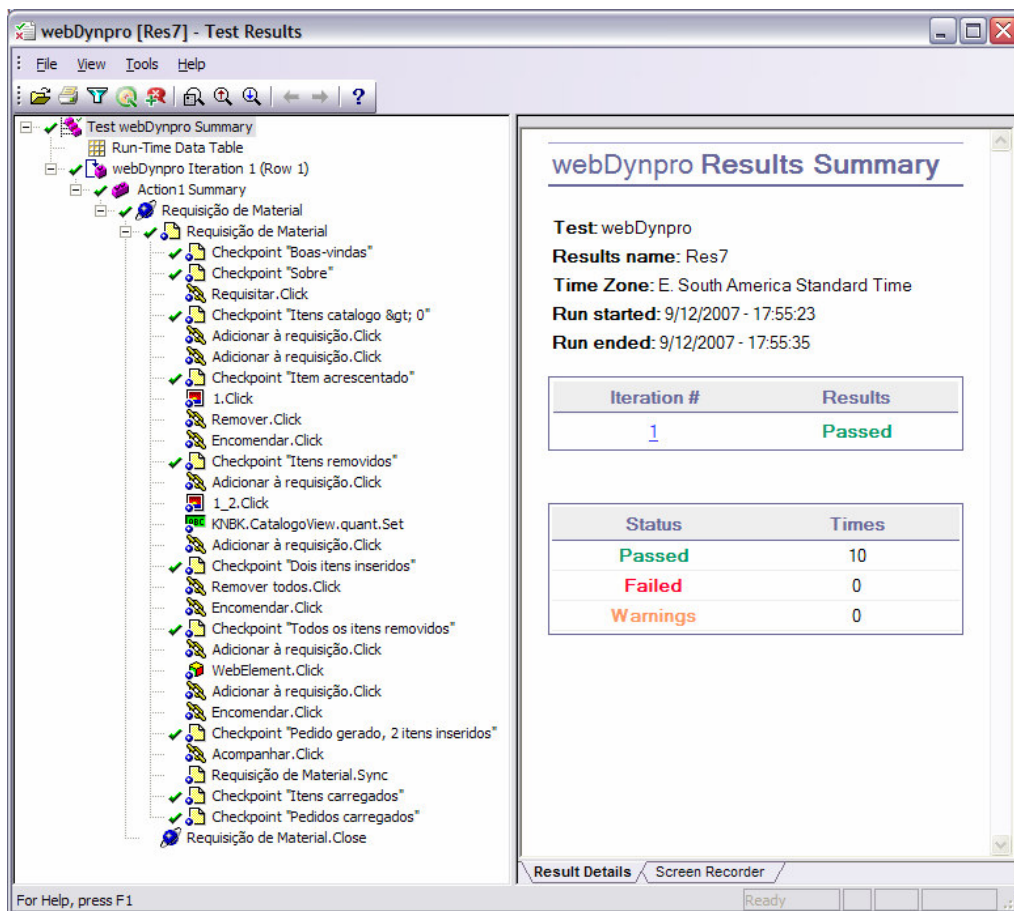 webDynpro [Res7] - Test Results
File View Tools Help
?
Test webDynpro Summary
Run-Time Data Table
webDynpro Iteration 1 (Row 1)
Action1 Summary
Requisição de Material
Requisição de Material
Checkpoint "Boas-vindas"
Checkpoint "Sobre"
Requisitar.Click
Checkpoint "Itens catalogo &gt; 0"
Adicionar à requisição.Click
Adicionar à requisição.Click
Checkpoint "Item acrescentado"
1.Click
Remover.Click
Encomendar.Click
Checkpoint "Itens removidos"
Adicionar à requisição.Click
1_2.Click
ABC KNBK.CatalogoView.quant.Set
Adicionar à requisição.Click
Checkpoint "Dois itens inseridos"
Remover todos.Click
Encomendar.Click
Checkpoint "Todos os itens removidos"
Adicionar à requisição.Click
WebElement.Click
Adicionar à requisição.Click
Encomendar.Click
Checkpoint "Pedido gerado, 2 itens inseridos"
Acompanhar.Click
Requisição de Material.Sync
Checkpoint "Itens carregados"
Checkpoint "Pedidos carregados"
Requisição de Material.Close
webDynpro Results Summary
Test: webDynpro
Results name: Res7
Time Zone: E. South America Standard Time
Run started: 9/12/2007 - 17:55:23
Run ended: 9/12/2007 - 17:55:35
Iteration # Results
1 Passed
Status Times
Passed 10
Failed 0
Warnings 0
Result Details Screen Recorder
For Help, press F1 Ready